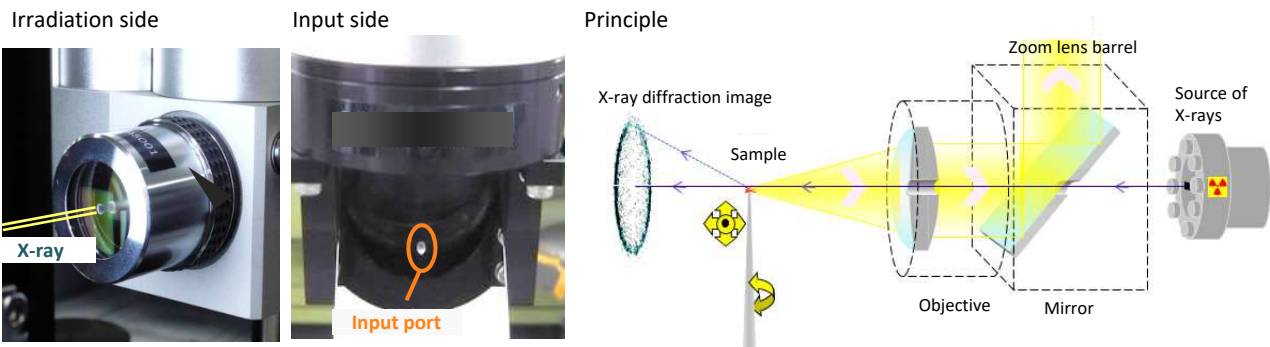 Irradiation side
X-ray
Input side
Input port
Principle
Zoom lens barrel
X-ray diffraction image
Source of
X-rays
Sample
Objective
Mirror